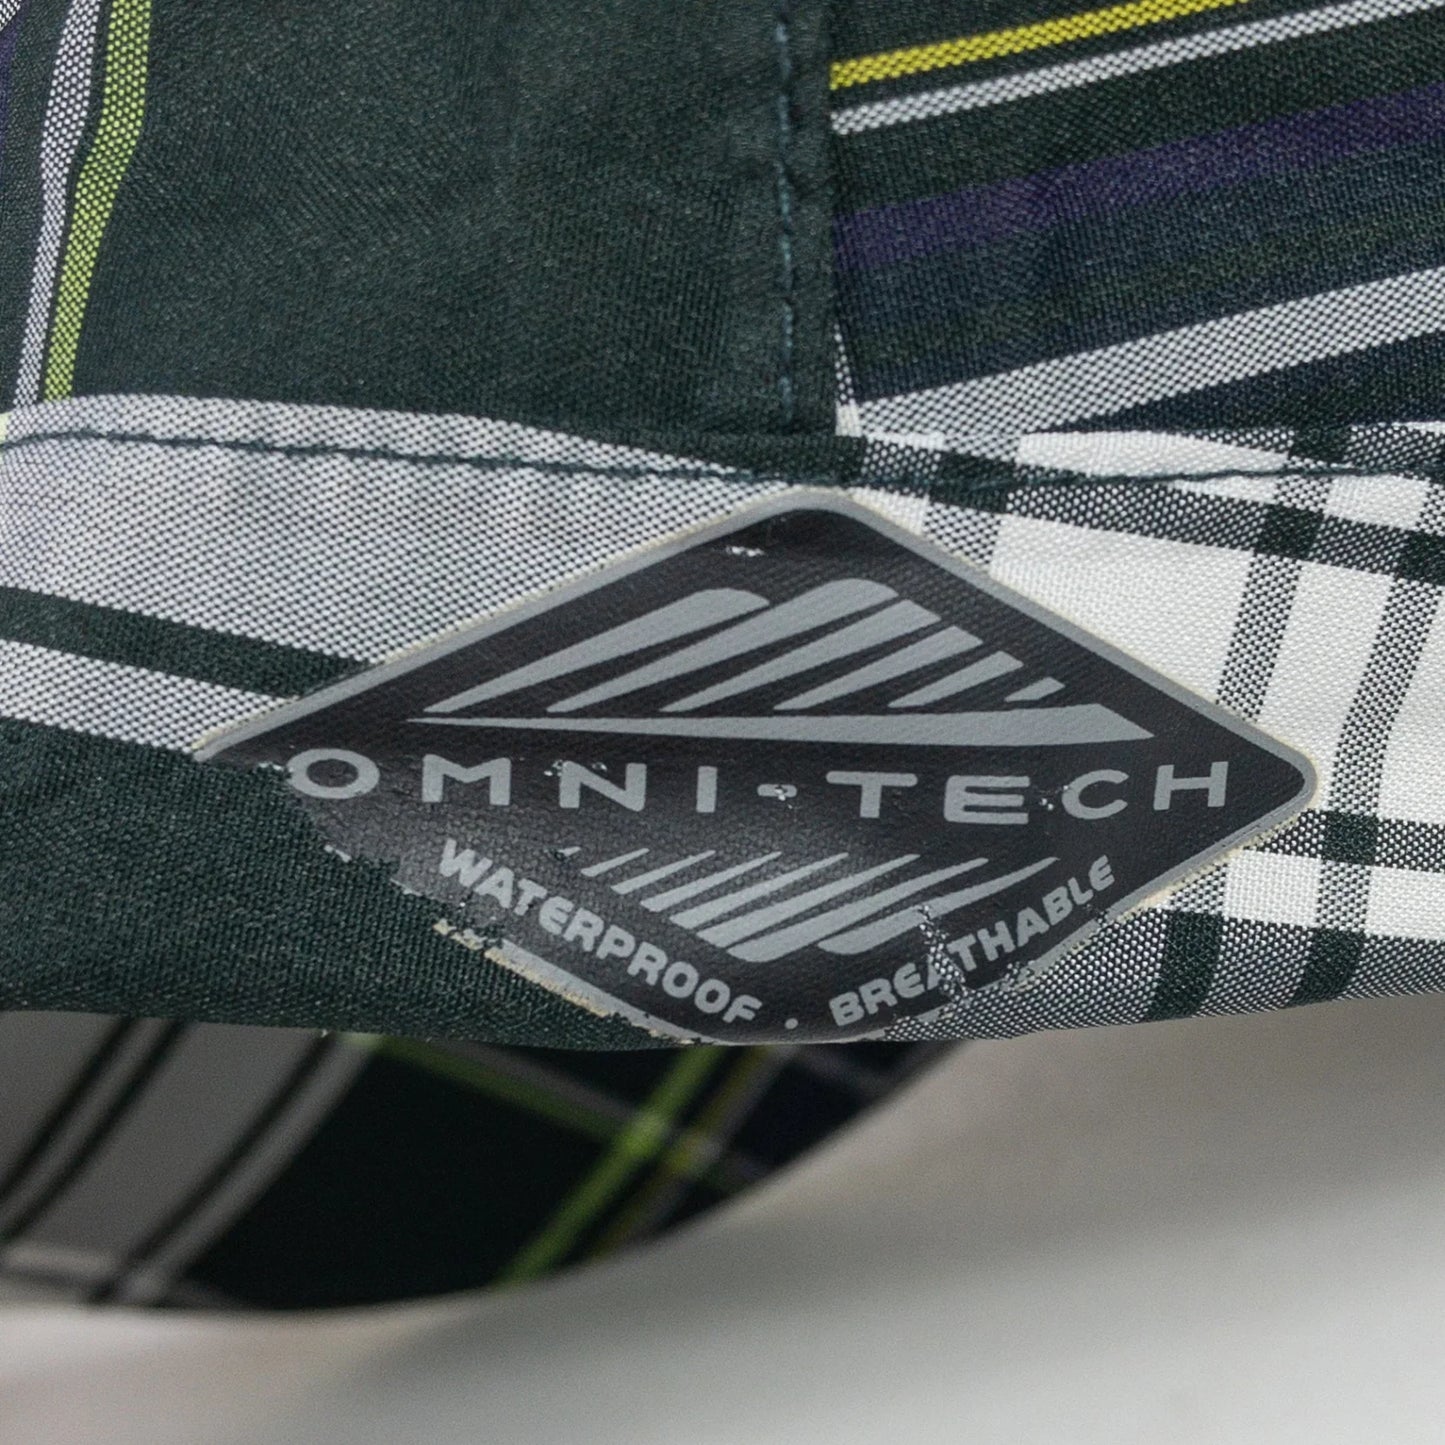 OMNI-TECH
WATERPROOF · BREATHABLE